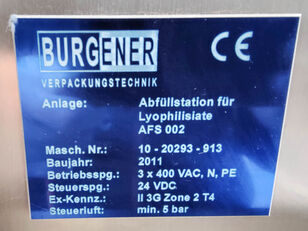 BURGENER
VERPACKUNGSTECHNIK
CE
Anlage: Abfüllstation für
Lyophilisiate
AFS 002
Masch. Nr.: 10 - 20293 - 913
Baujahr: 2011
Betriebsspg.: 3 x 400 VAC, N, PE
Steuerspg.: 24 VDC
Ex-Kennz.: II 3G Zone 2 T4
Steuerluft: min. 5 bar